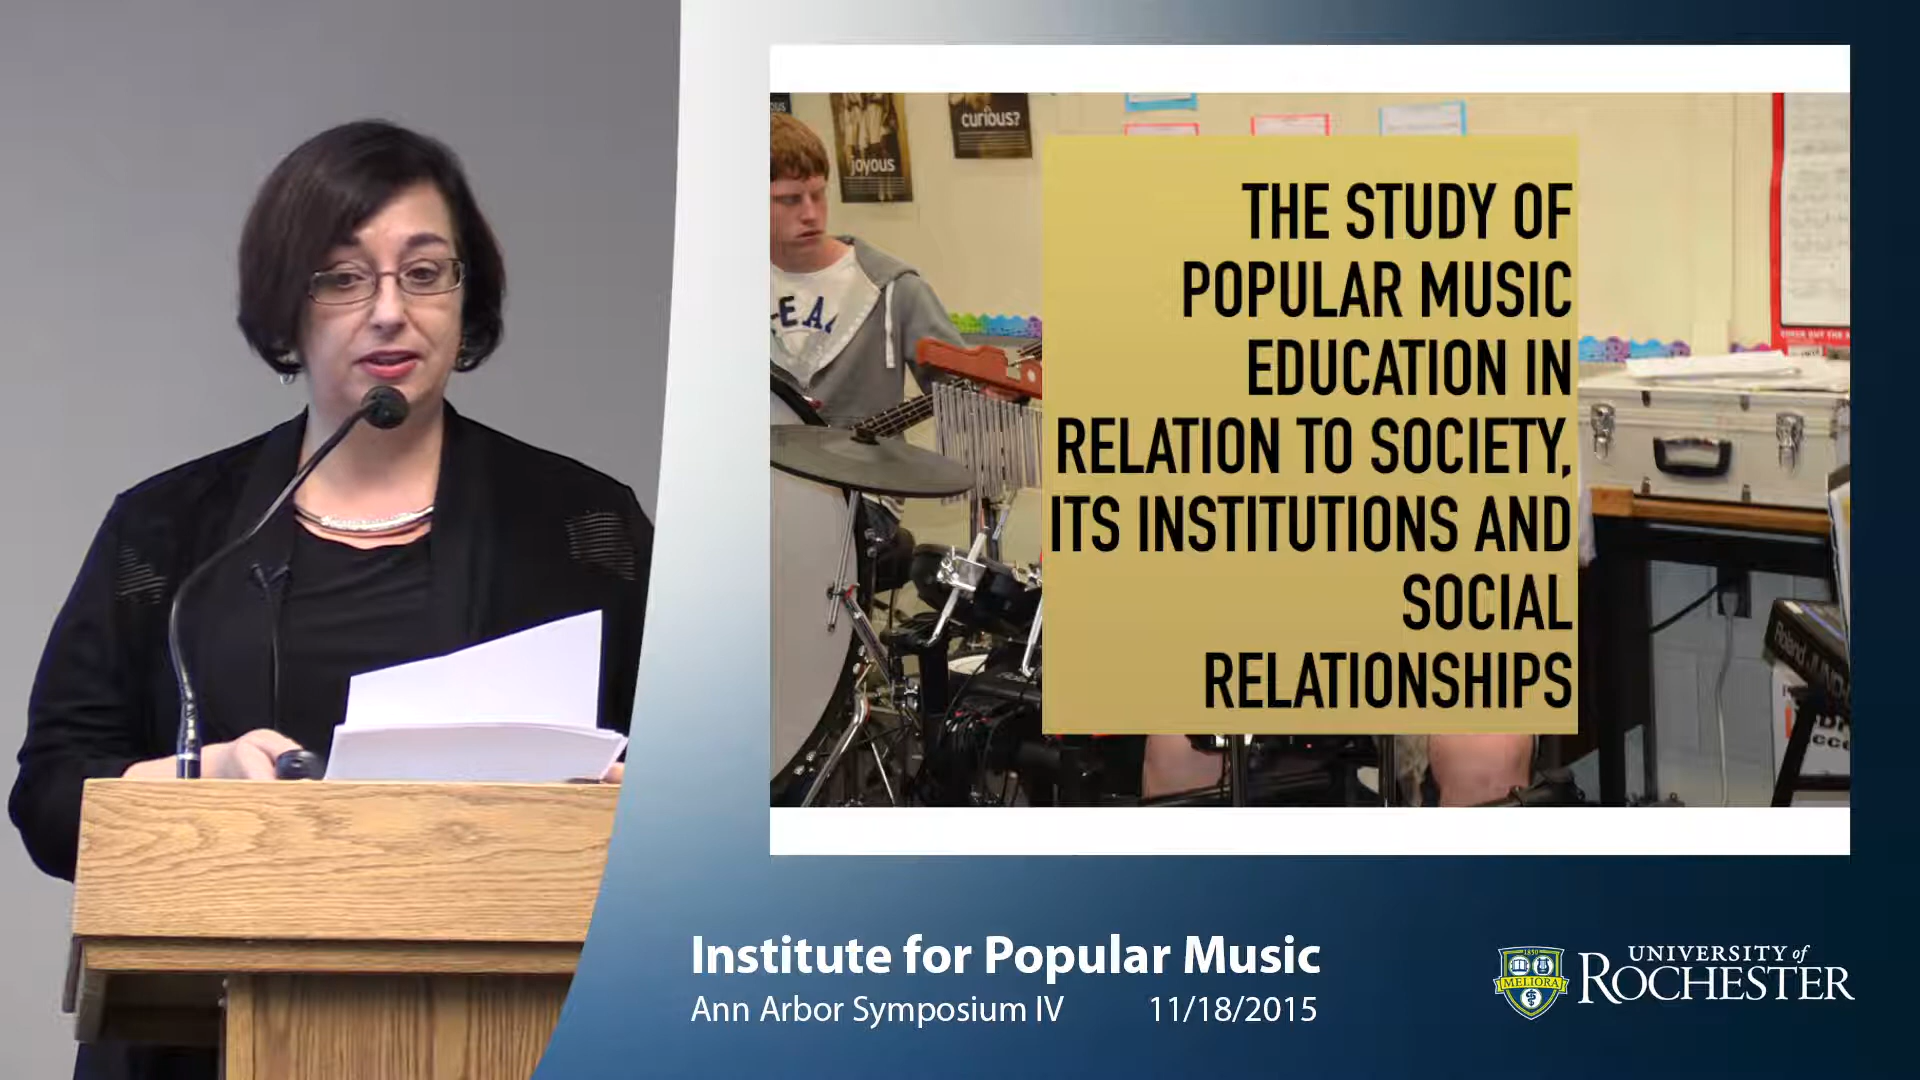 curious?
joyous
THE STUDY OF
POPULAR MUSIC
EDUCATION IN
RELATION TO SOCIETY,
ITS INSTITUTIONS AND
SOCIAL
RELATIONSHIPS
Roland
Institute for Popular Music
Ann Arbor Symposium IV 11/18/2015
1850
MELIORA
UNIVERSITY of
ROCHESTER